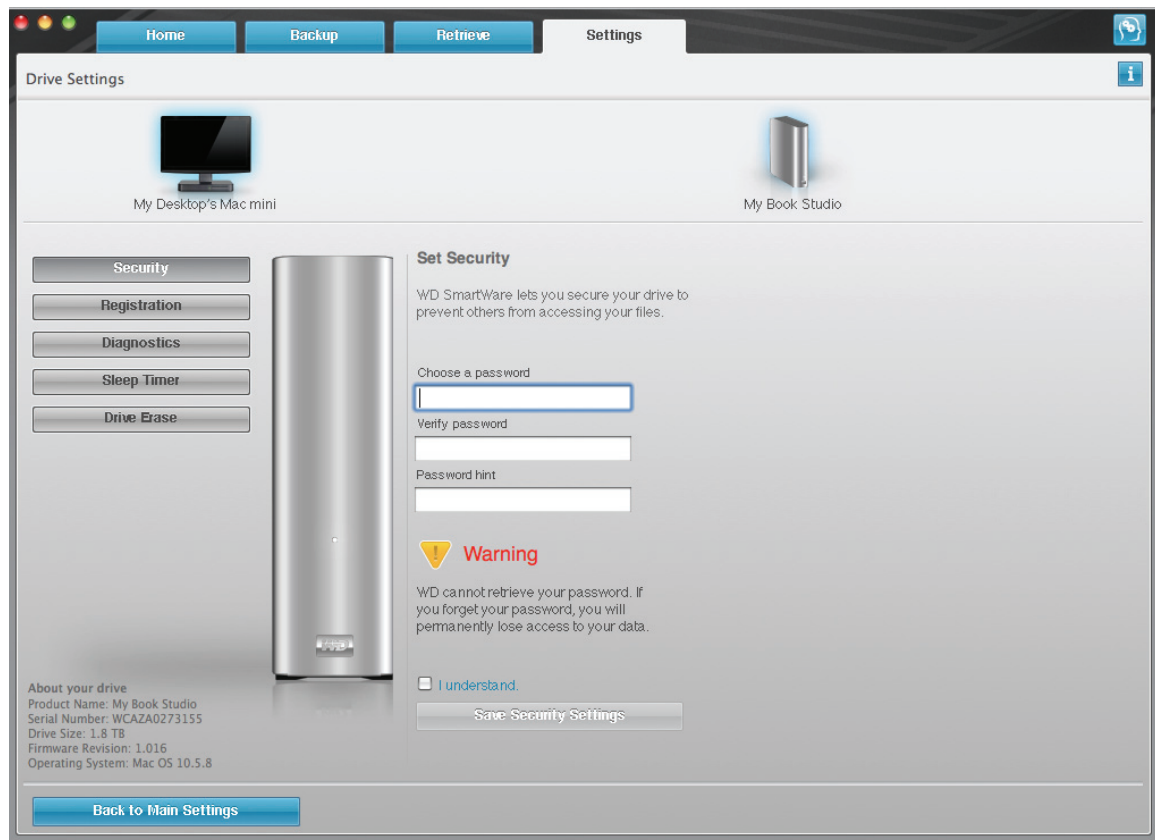 Home
Backup
Retrieve
Settings
Drive Settings
i
My Desktop's Mac mini
My Book Studio
Security
Registration
Diagnostics
Sleep Timer
Drive Erase
Set Security
WD SmartWare lets you secure your drive to
prevent others from accessing your files.
Choose a password
Verify password
Password hint
! Warning
WD cannot retrieve your password. If
you forget your password, you will
permanently lose access to your data.
I understand.
Save Security Settings
WD
About your drive
Product Name: My Book Studio
Serial Number: WCAZA0273155
Drive Size: 1.8 TB
Firmware Revision: 1.016
Operating System: Mac OS 10.5.8
Back to Main Settings